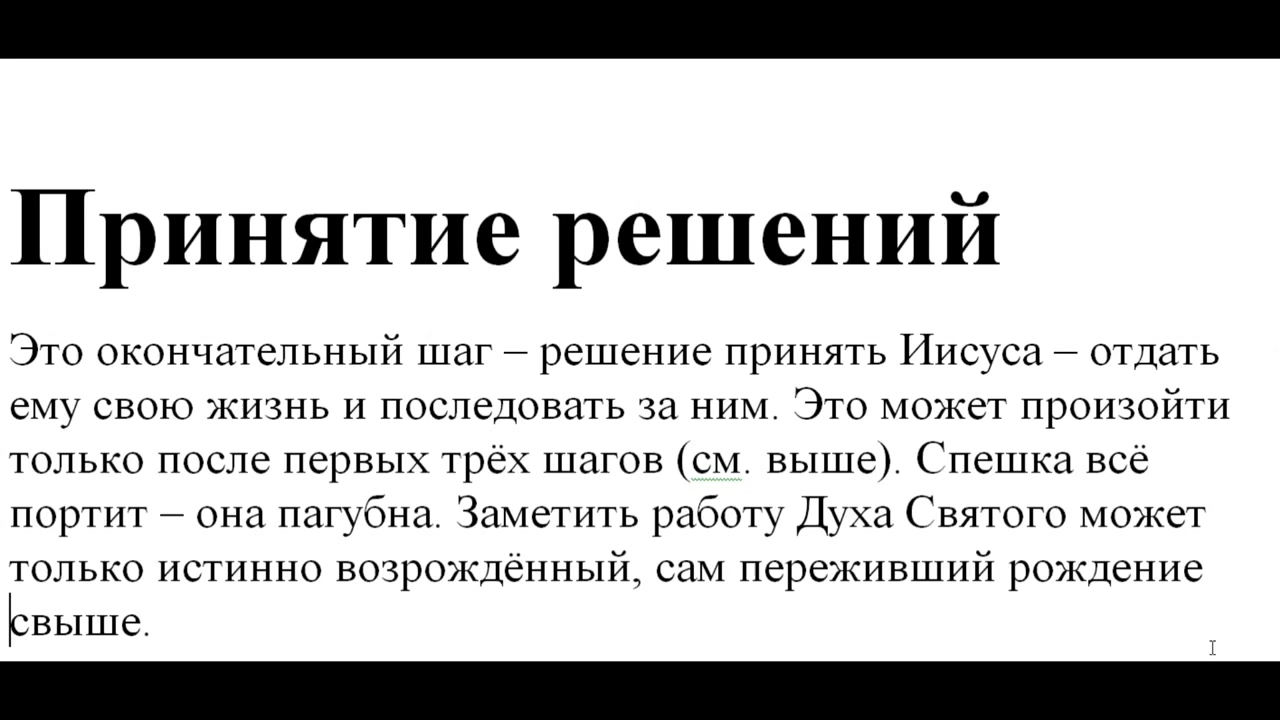 Принятие решений
Это окончательный шаг – решение принять Иисуса – отдать
ему свою жизнь и последовать за ним. Это может произойти
только после первых трёх шагов (см. выше). Спешка всё
портит – она пагубна. Заметить работу Духа Святого может
только истинно возрождённый, сам переживший рождение
свыше.